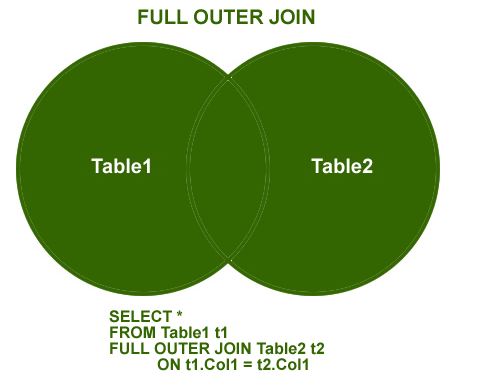 FULL OUTER JOIN
Table1
Table2
SELECT *
FROM Table1 t1
FULL OUTER JOIN Table2 t2
ON t1.Col1 = t2.Col1